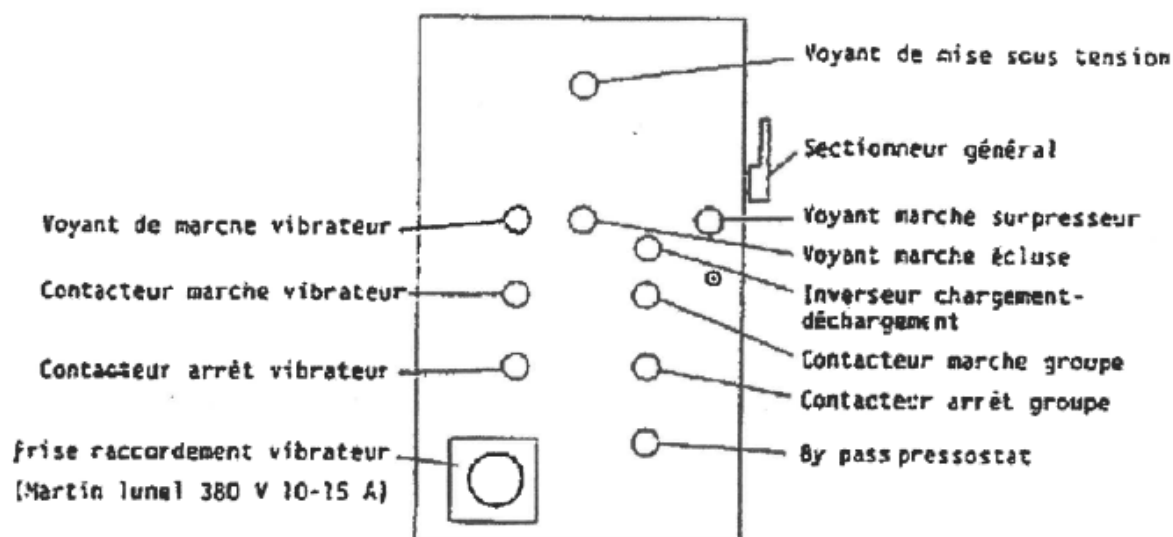 Voyant de mise sous tension
Sectionneur général
Voyant de marche vibrateur
Voyant marche surpresseur
Voyant marche écluse
Contacteur marche vibrateur
Inverseur chargement-
déchargement
Contacteur marche groupe
Contacteur arrêt vibrateur
Contacteur arrêt groupe
Prise raccordement vibrateur
(Martin lunel 380 V 10-15 A)
By pass pressostat